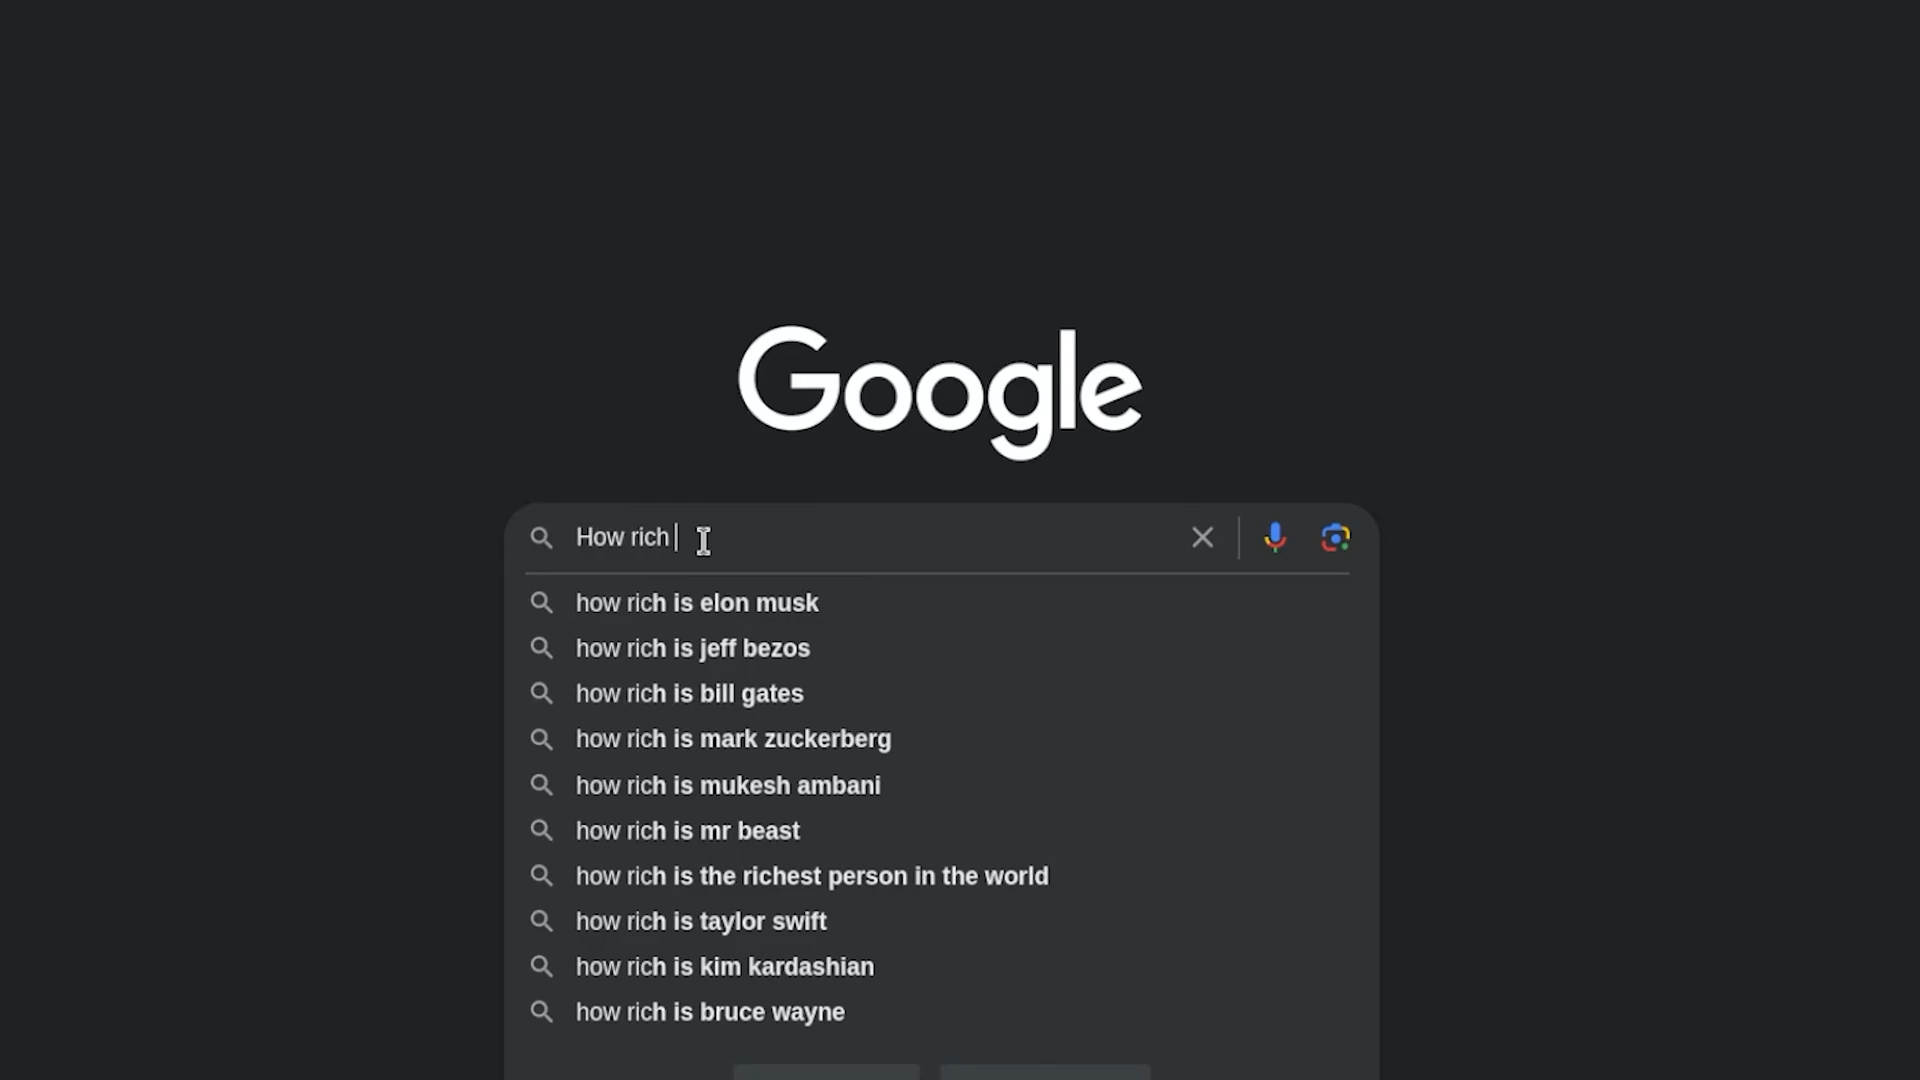 Google
How rich
how rich is elon musk
how rich is jeff bezos
how rich is bill gates
how rich is mark zuckerberg
how rich is mukesh ambani
how rich is mr beast
how rich is the richest person in the world
how rich is taylor swift
how rich is kim kardashian
how rich is bruce wayne